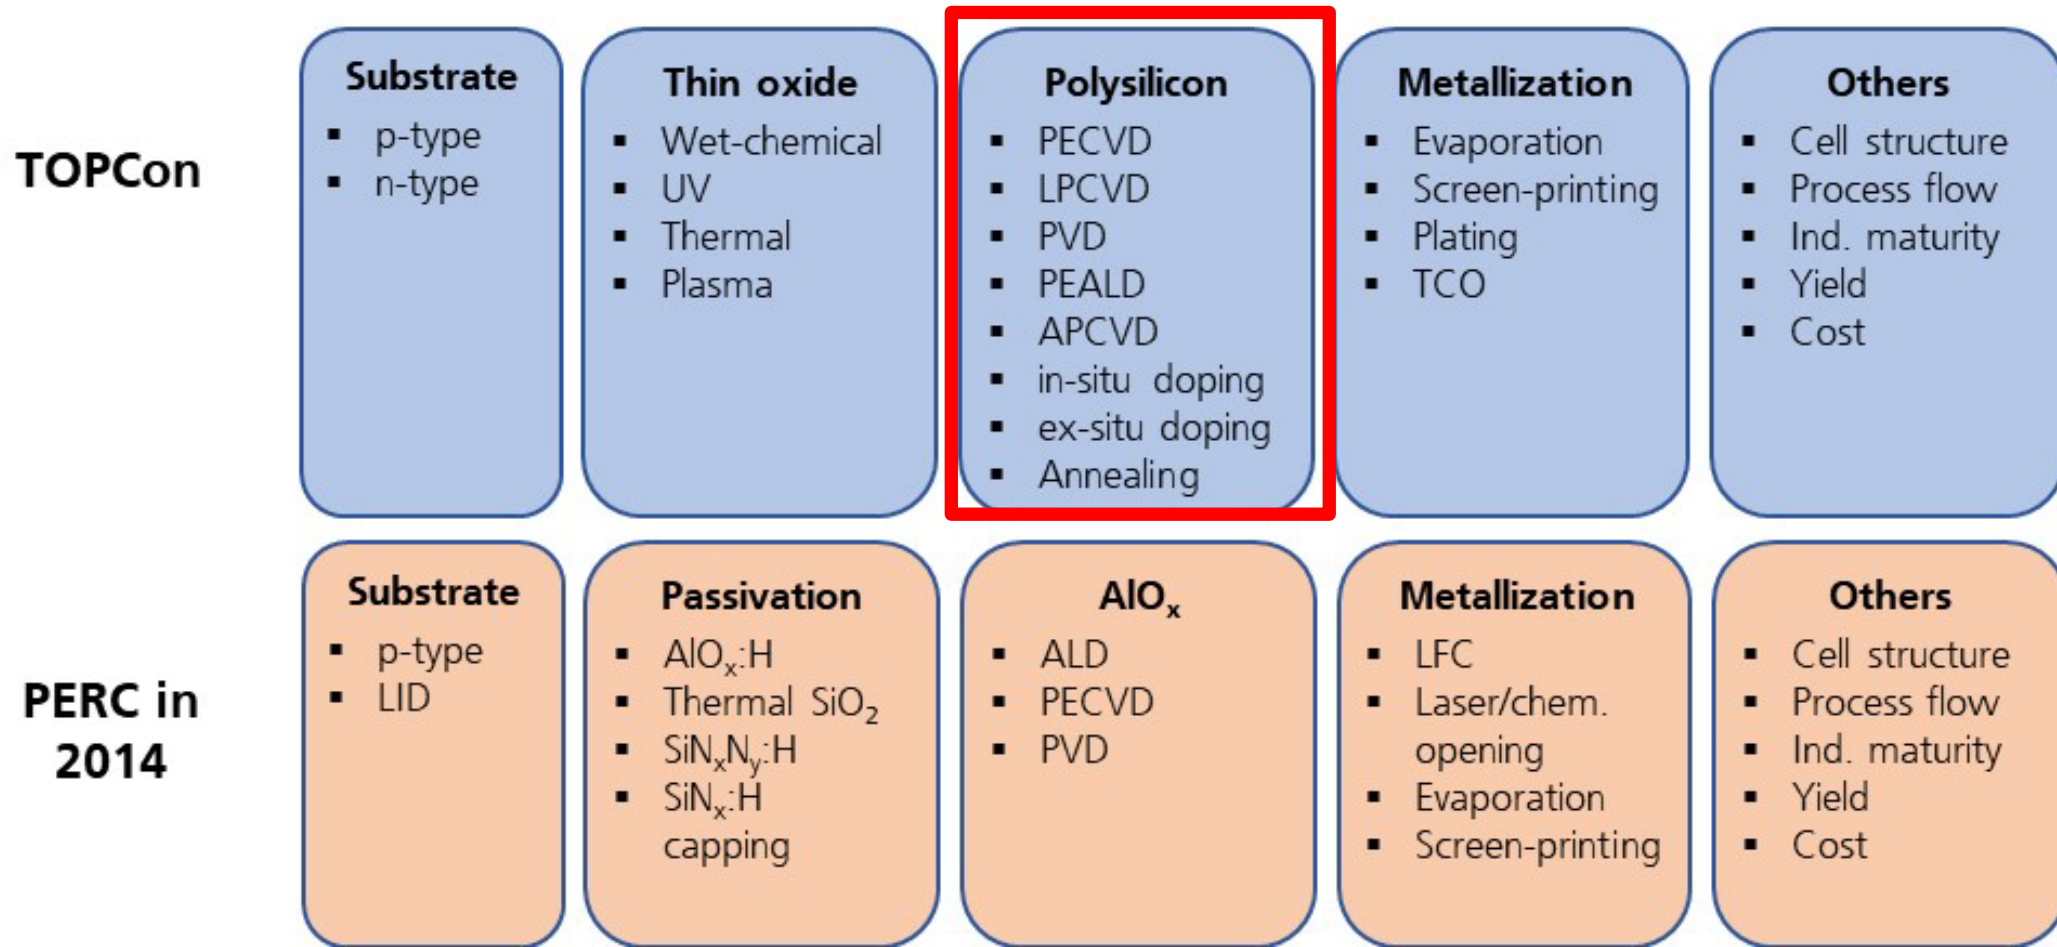 TOPCon
Substrate
▪ p-type
▪ n-type
Thin oxide
▪ Wet-chemical
▪ UV
▪ Thermal
▪ Plasma
Polysilicon
▪ PECVD
▪ LPCVD
▪ PVD
▪ PEALD
▪ APCVD
▪ in-situ doping
▪ ex-situ doping
▪ Annealing
Metallization
▪ Evaporation
▪ Screen-printing
▪ Plating
▪ TCO
Others
▪ Cell structure
▪ Process flow
▪ Ind. maturity
▪ Yield
▪ Cost
PERC in
2014
Substrate
▪ p-type
▪ LID
Passivation
▪ AlOₓ:H
▪ Thermal SiO₂
▪ SiNₓNᵧ:H
▪ SiNₓ:H
capping
AlOₓ
▪ ALD
▪ PECVD
▪ PVD
Metallization
▪ LFC
▪ Laser/chem.
opening
▪ Evaporation
▪ Screen-printing
Others
▪ Cell structure
▪ Process flow
▪ Ind. maturity
▪ Yield
▪ Cost